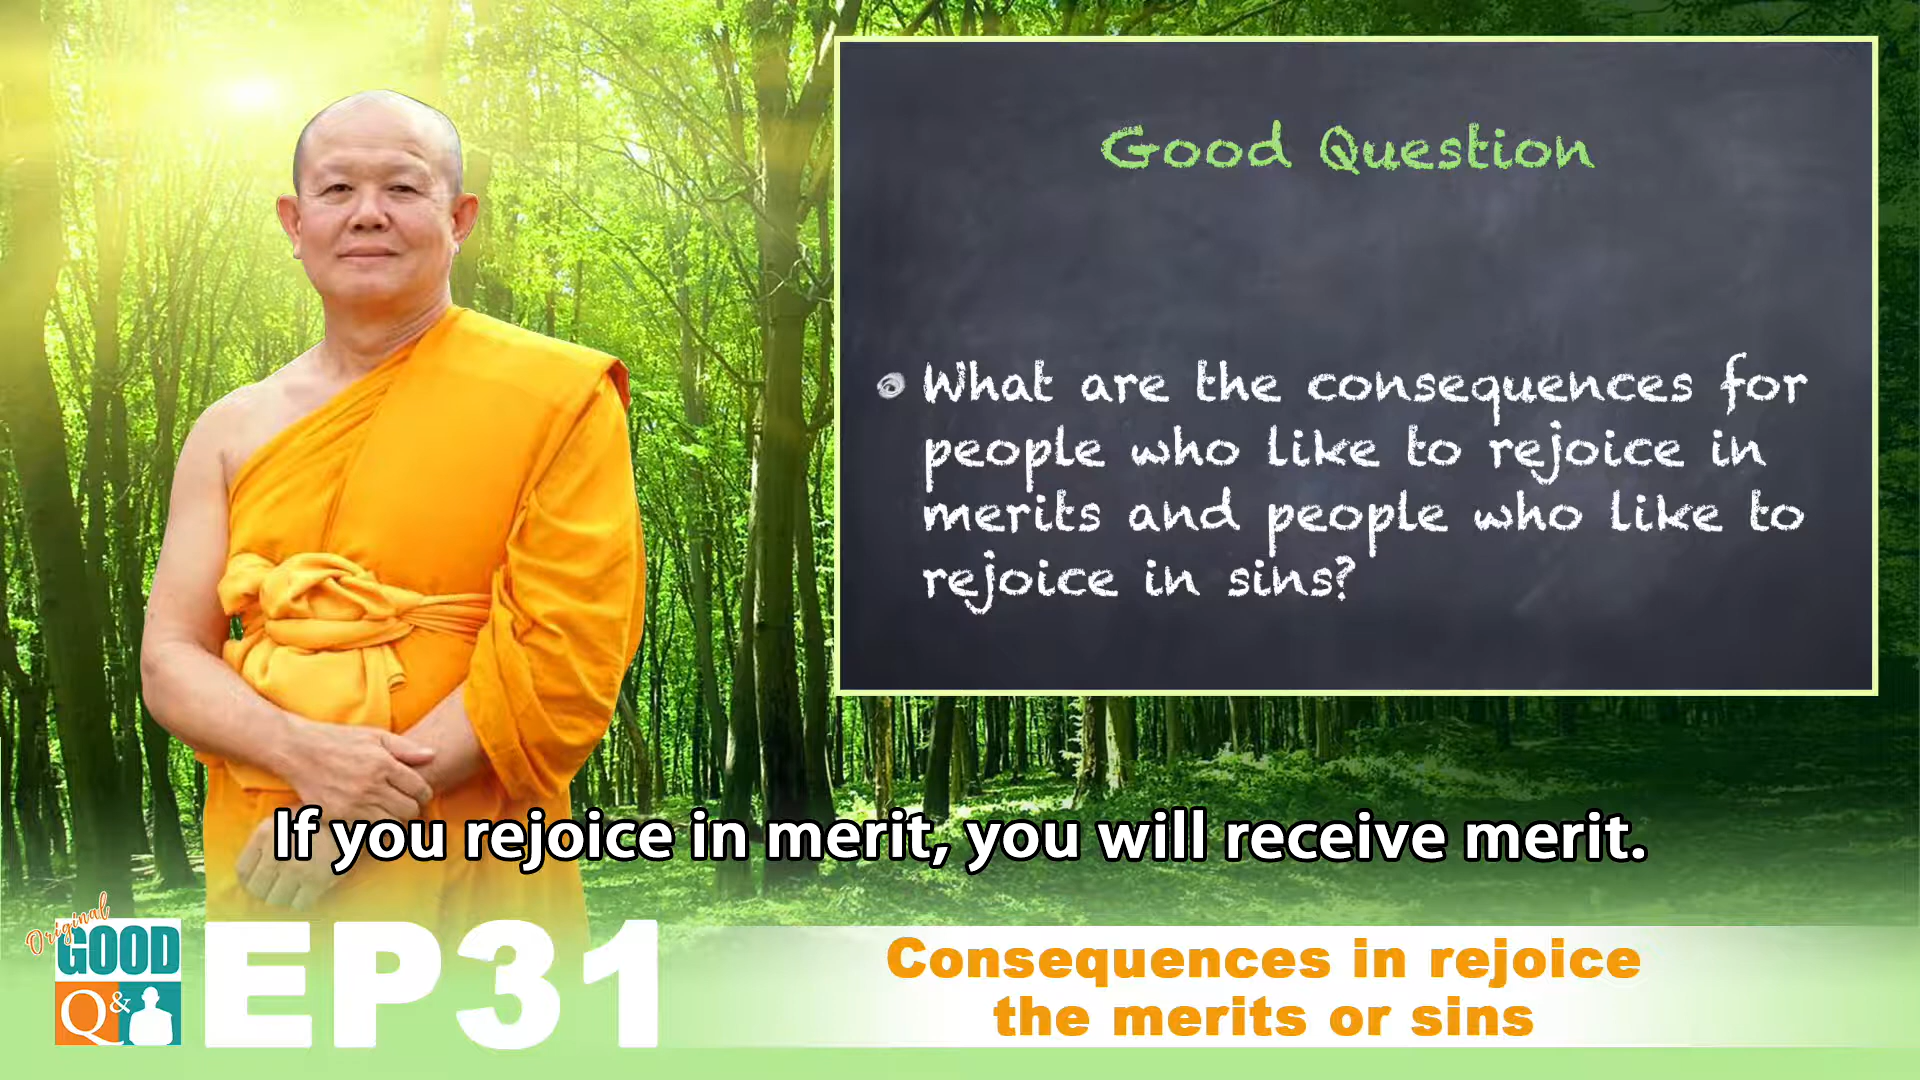 Good Question
What are the consequences for
people who like to rejoice in
merits and people who like to
rejoice in sins?
If you rejoice in merit, you will receive merit.
Original
GOOD
Q&
EP31
Consequences in rejoice
the merits or sins